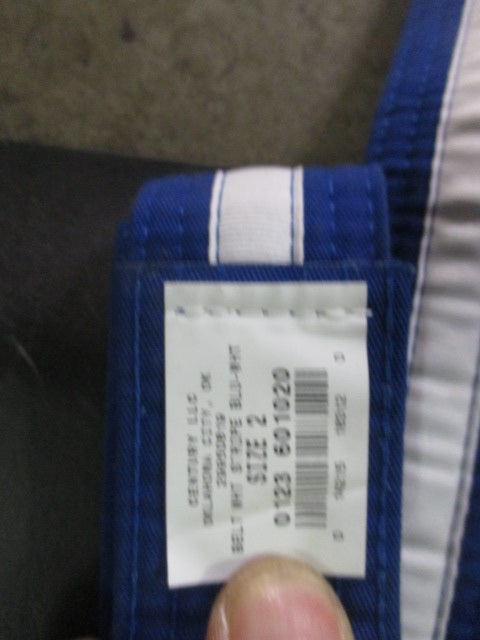 CENTURY LLC
OKLAHOMA CITY, OK
BELT WHT STRIPE BLU-WHT
SIZE 2
0123 601020